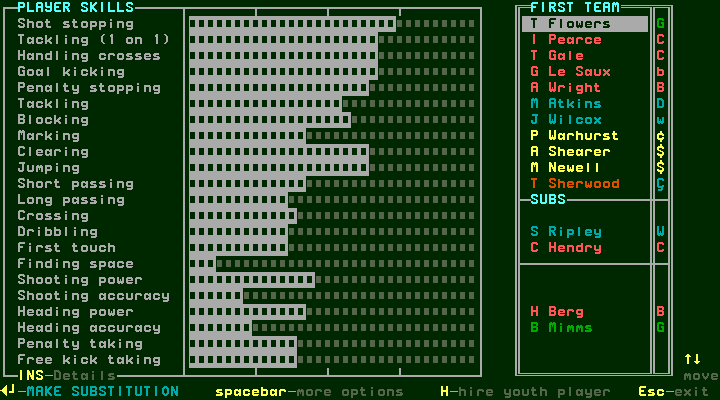 PLAYER SKILLS
Shot stopping
Tackling (1 on 1)
Handling crosses
Goal kicking
Penalty stopping
Tackling
Blocking
Marking
Clearing
Jumping
Short passing
Long passing
Crossing
Dribbling
First touch
Finding space
Shooting power
Shooting accuracy
Heading power
Heading accuracy
Penalty taking
Free kick taking
INS-Details
FIRST TEAM
T Flowers G
I Pearce C
T Gale C
G Le Saux b
A Wright B
M Atkins D
J Wilcox w
P Warhurst ¢
A Shearer $
M Newell $
T Sherwood Ç
SUBS
S Ripley W
C Hendry C
H Berg B
B Mimms G
↑↓
move
↵-MAKE SUBSTITUTION spacebar-more options H-hire youth player Esc-exit